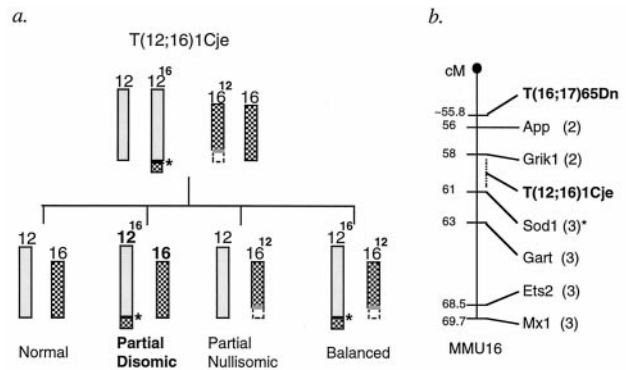 a.
T(12;16)1Cje
12 12 16 16 12 16
*
12 16 12 16 16 12 16 12 12 16 16 12
* *
Normal Partial Disomic Partial Nullisomic Balanced
b.
cM
T(16;17)65Dn
~55.8
56 App (2)
58 Grik1 (2)
T(12;16)1Cje
61 Sod1 (3)*
63 Gart (3)
68.5 Ets2 (3)
69.7 Mx1 (3)
MMU16